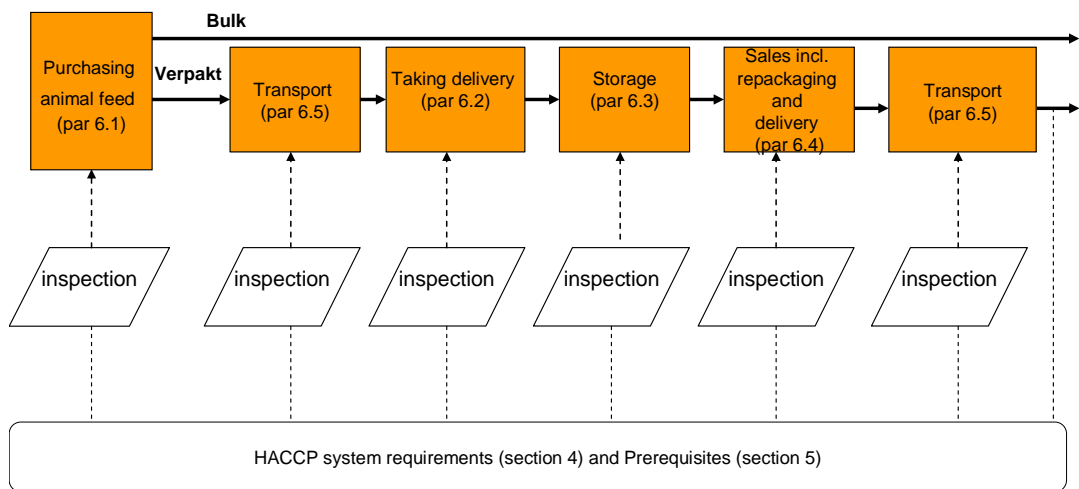 Bulk
Purchasing
animal feed
(par 6.1)
Verpakt
Transport
(par 6.5)
Taking delivery
(par 6.2)
Storage
(par 6.3)
Sales incl.
repackaging
and
delivery
(par 6.4)
Transport
(par 6.5)
inspection
inspection
inspection
inspection
inspection
inspection
HACCP system requirements (section 4) and Prerequisites (section 5)